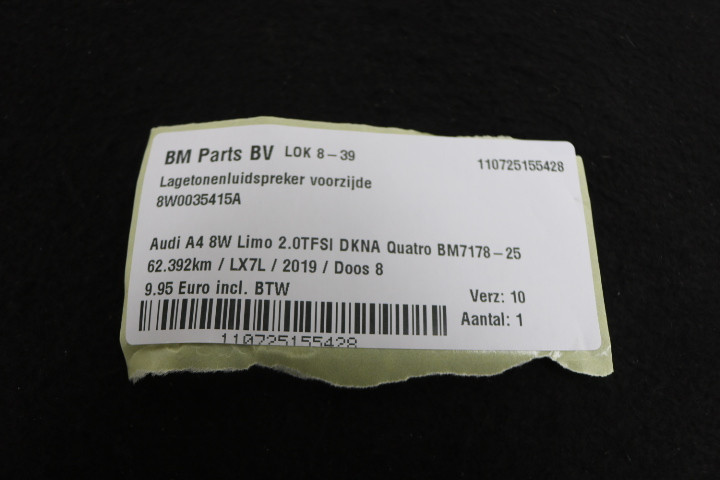 BM Parts BV LOK 8-39
110725155428
Lagetonenluidspreker voorzijde
8W0035415A
Audi A4 8W Limo 2.0TFSI DKNA Quatro BM7178-25
62.392km / LX7L / 2019 / Doos 8
9.95 Euro incl. BTW
Verz: 10
Aantal: 1
110725155428